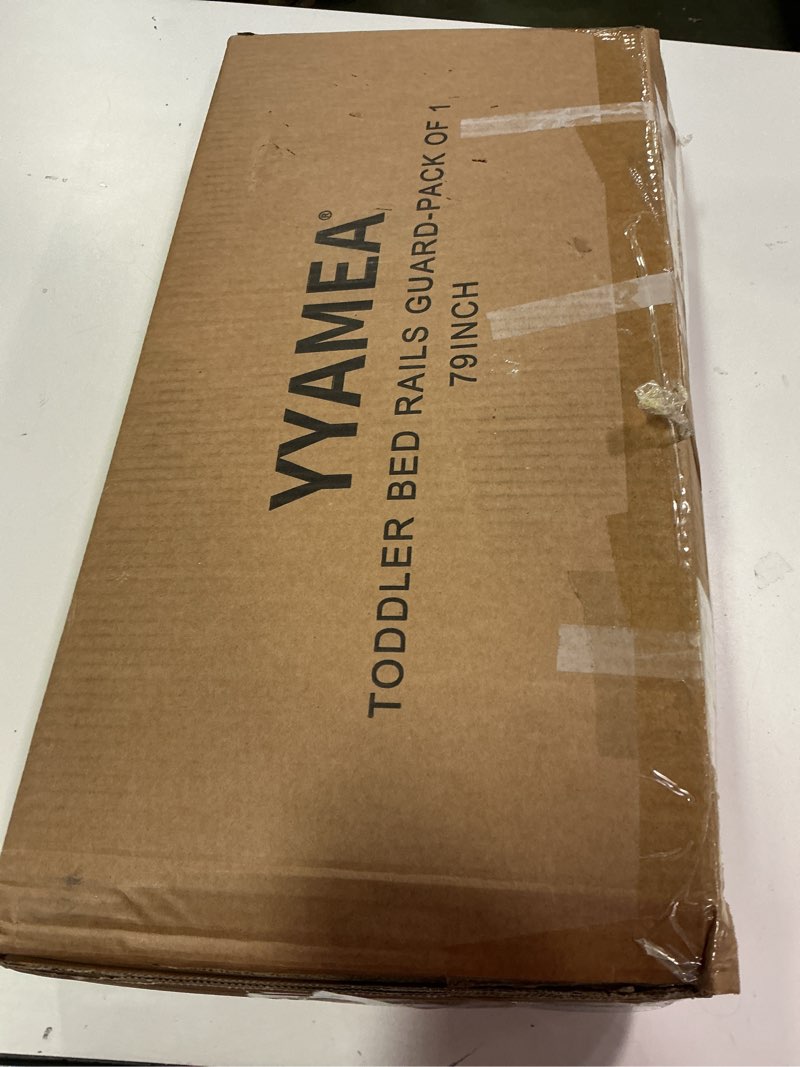 YYAMEA®
TODDLER BED RAILS GUARD-PACK OF 1
79INCH